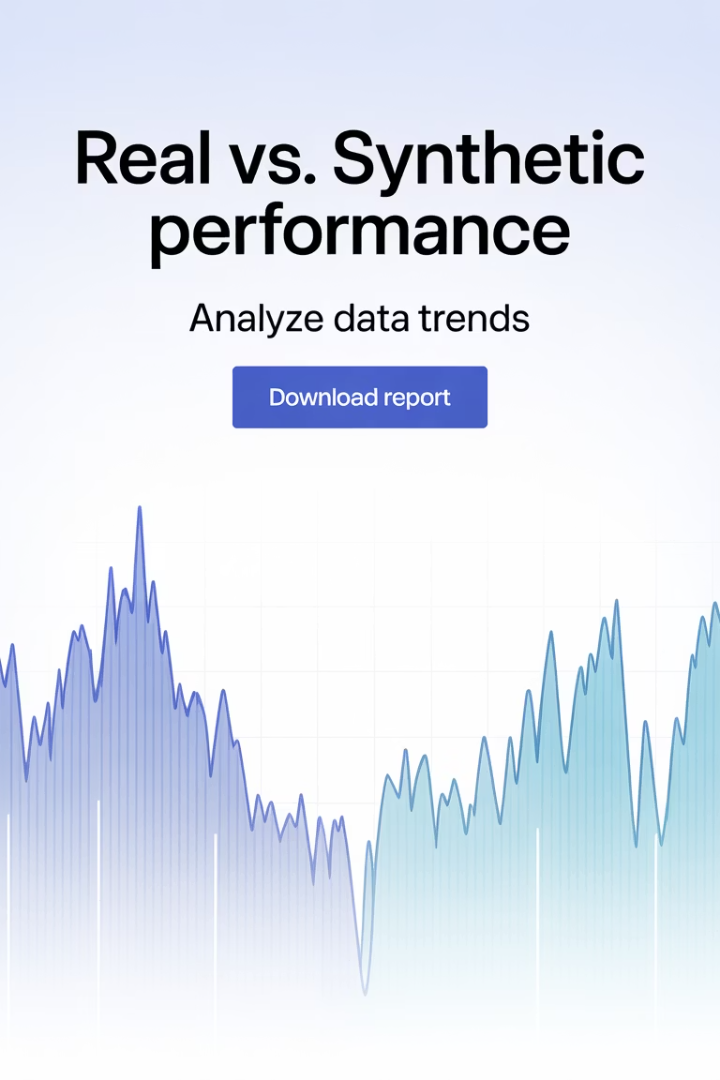 Real vs. Synthetic
performance
Analyze data trends
Download report